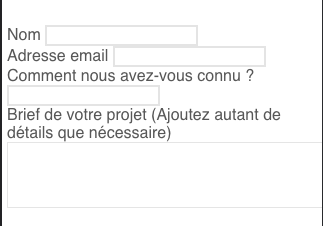 Nom
Adresse email
Comment nous avez-vous connu ?
Brief de votre projet (Ajoutez autant de
détails que nécessaire)